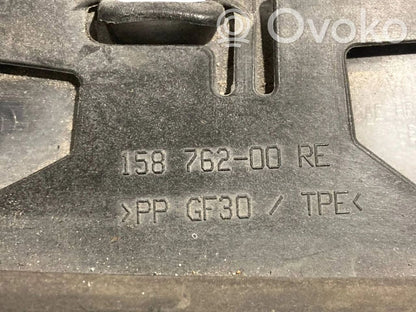 Ovoko
158 762-00 RE
>PP GF30 / TPE<